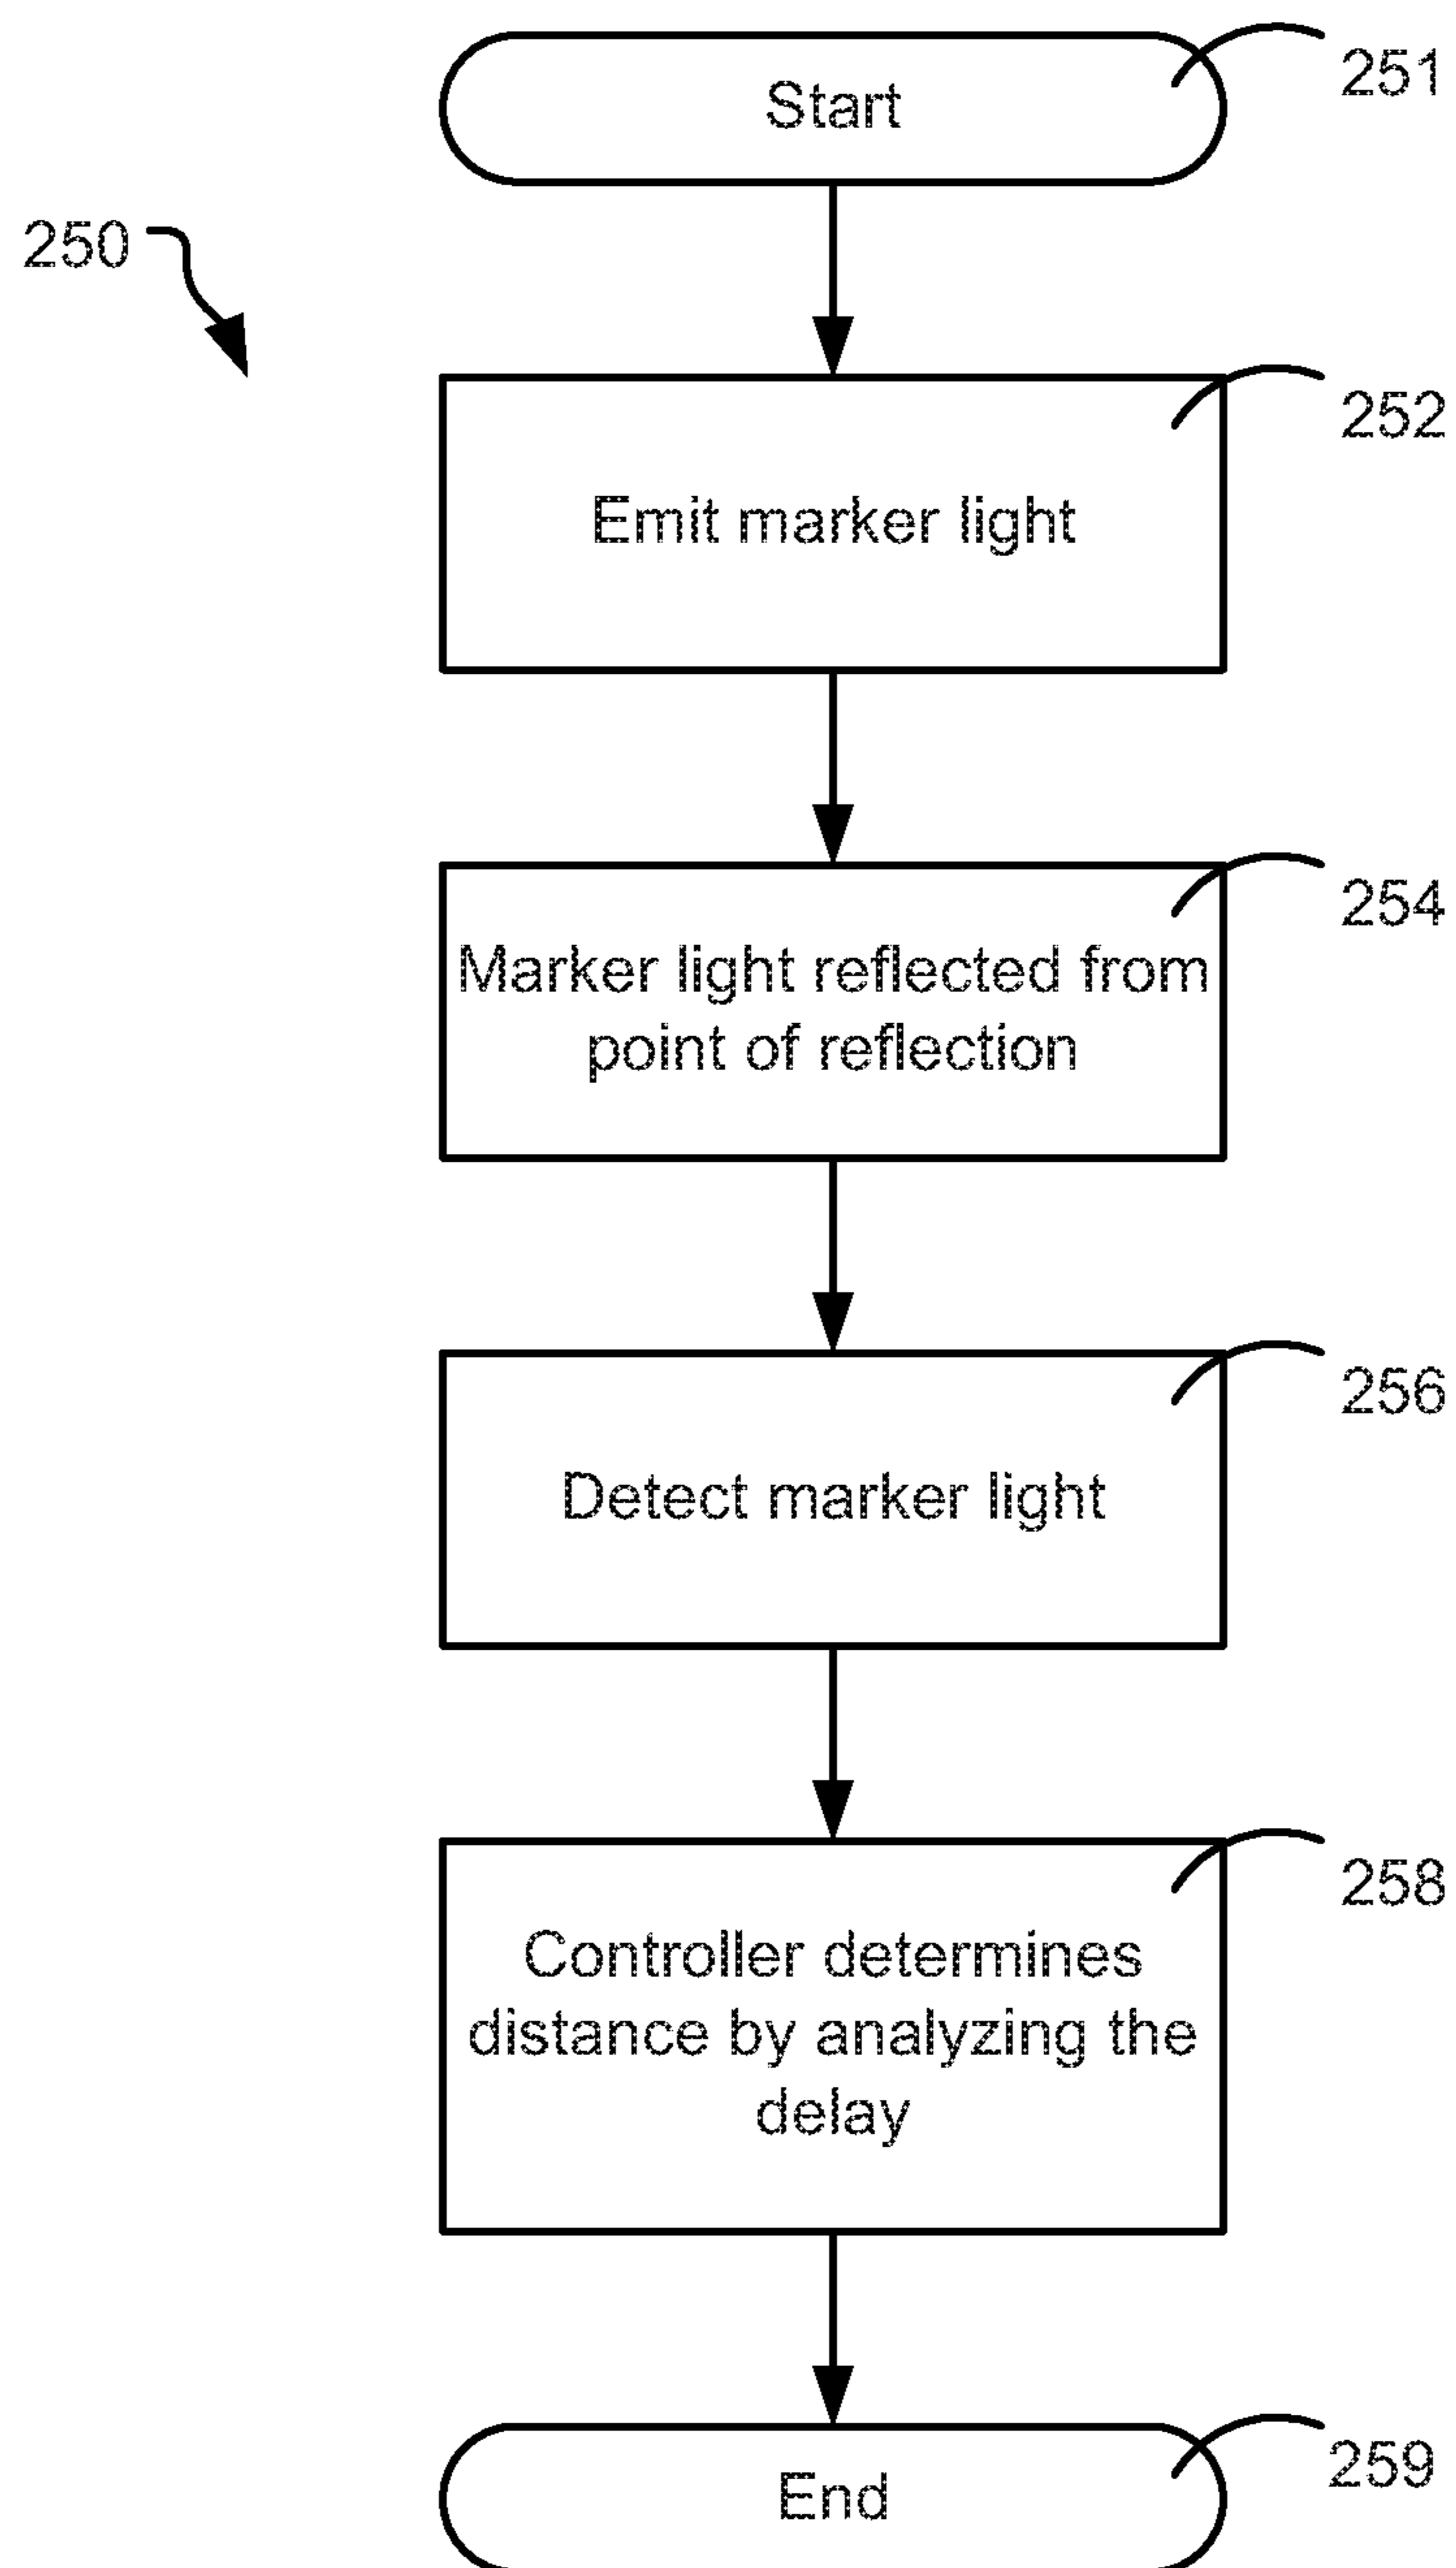 Start
251
250
252
Emit marker light
254
Marker light reflected from
point of reflection
256
Detect marker light
258
Controller determines
distance by analyzing the
delay
259
End